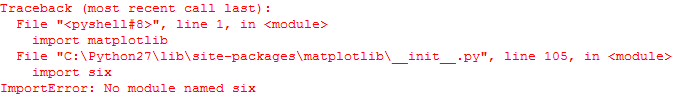 Traceback (most recent call last):
  File "<pyshell#8>", line 1, in <module>
    import matplotlib
  File "C:\Python27\lib\site-packages\matplotlib\__init__.py", line 105, in <module>
    import six
ImportError: No module named six